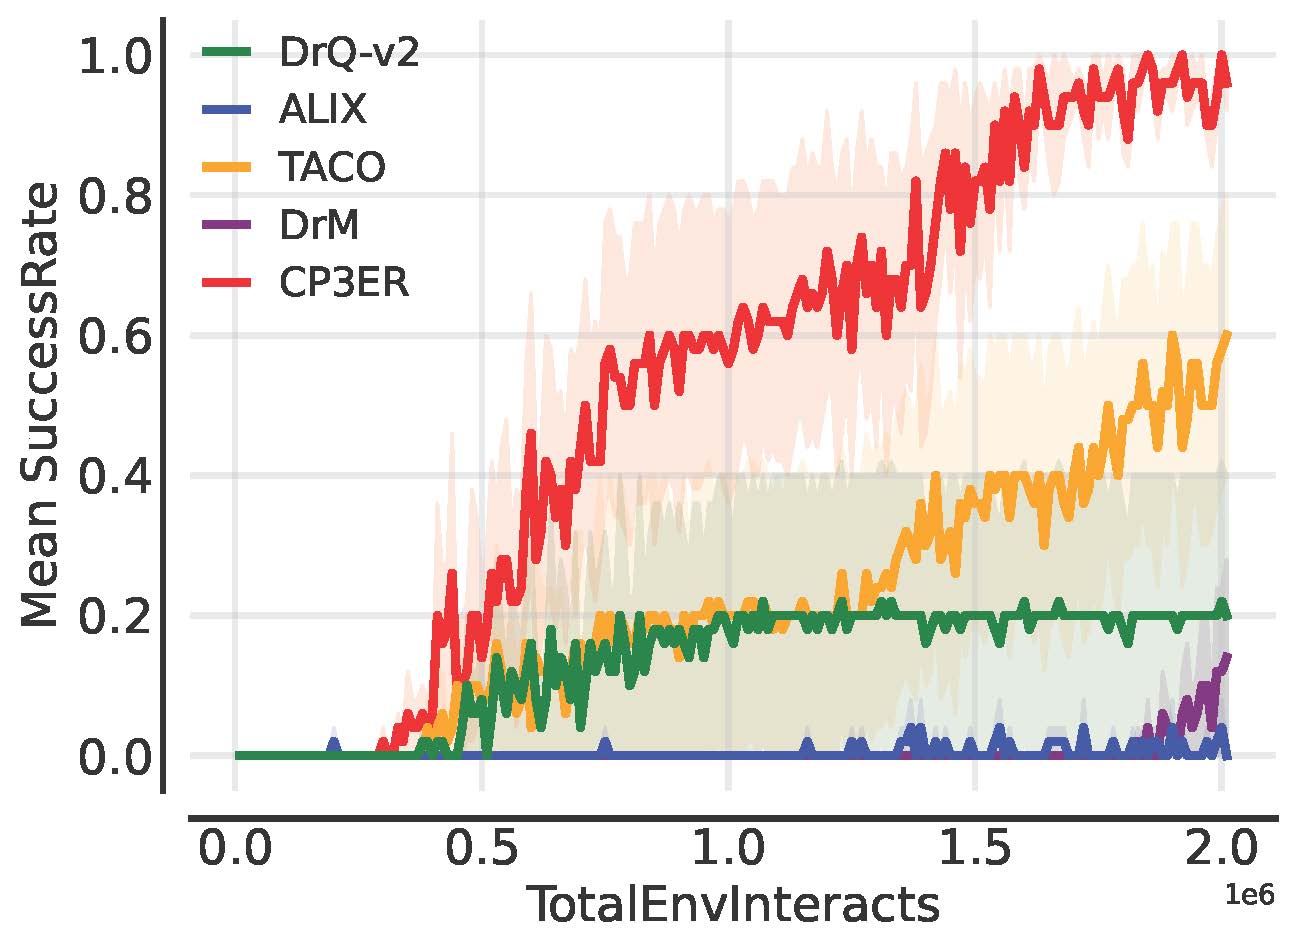 DrQ-v2
ALIX
TACO
DrM
CP3ER
1.0
0.8
0.6
0.4
0.2
0.0
Mean SuccessRate
0.0 0.5 1.0 1.5 2.0
1e6
TotalEnvInteracts